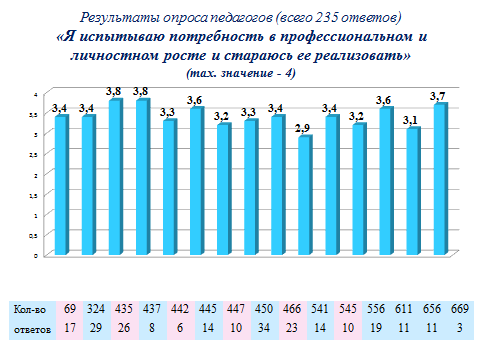 Результаты опроса педагогов (всего 235 ответов)
«Я испытываю потребность в профессиональном и
личностном росте и стараюсь ее реализовать»
(max. значение - 4)
4
3,5
3
2,5
2
1,5
1
0,5
0
3,4 3,4 3,8 3,8 3,3 3,6 3,2 3,3 3,4 2,9 3,4 3,2 3,6 3,1 3,7
Кол-во 69 324 435 437 442 445 447 450 466 541 545 556 611 656 669
ответов 17 29 26 8 6 14 10 34 23 14 10 19 11 11 3